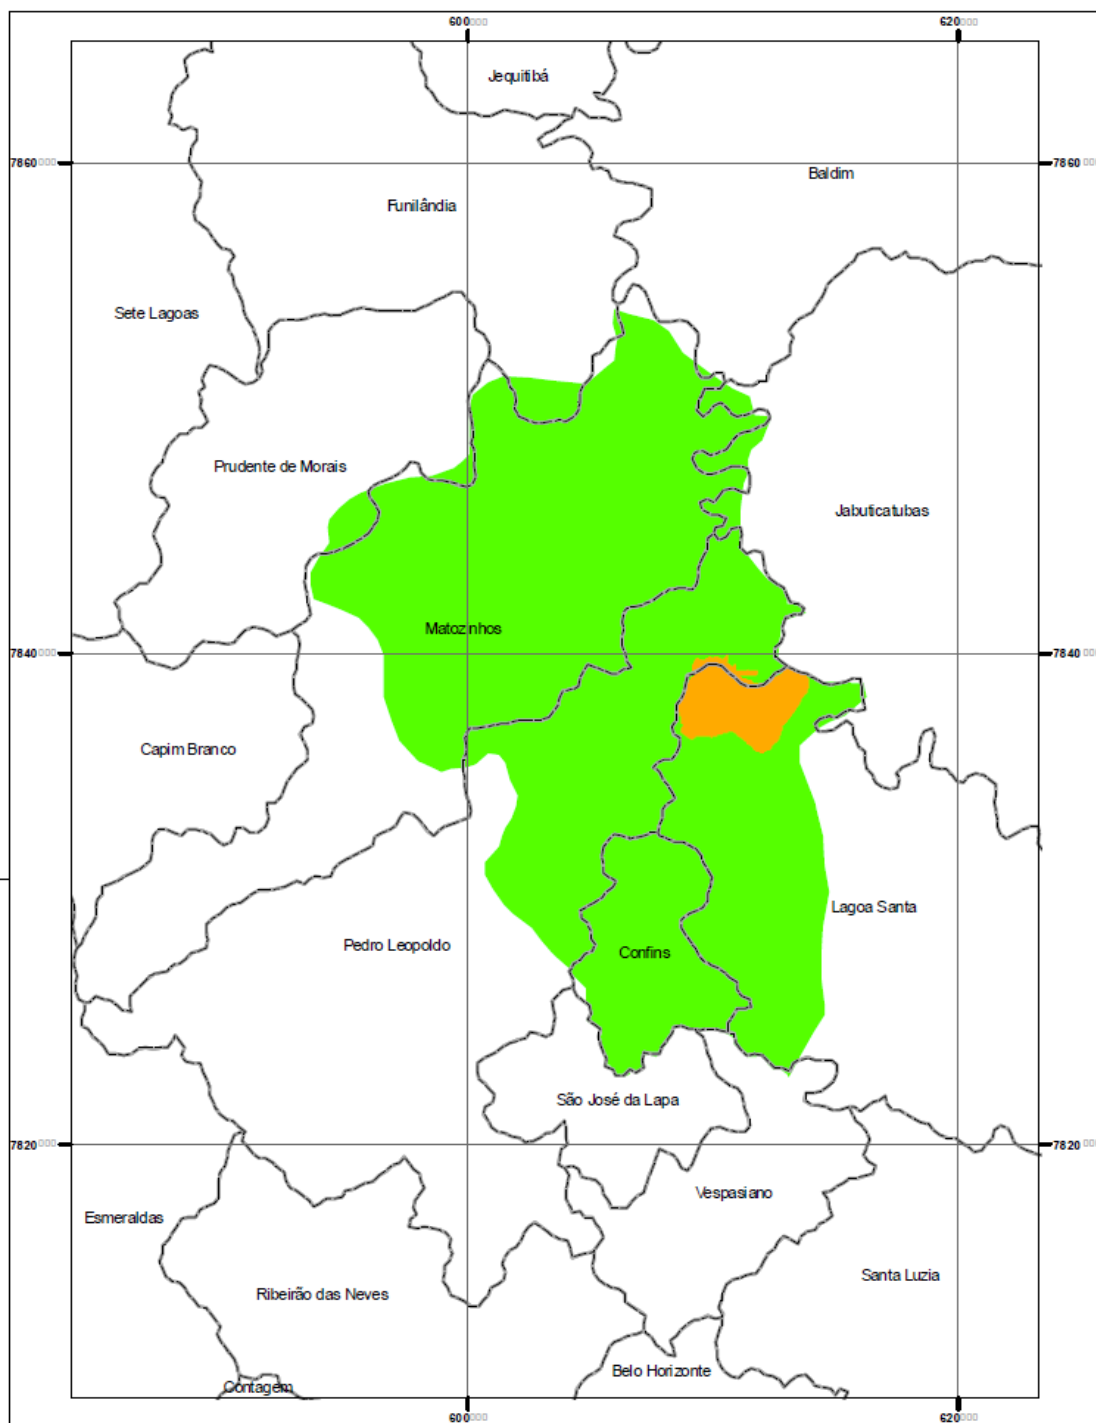 600000 620000
Jequitibá
7860000 7860000
Baldim
Funilândia
Sete Lagoas
Prudente de Morais
Jabuticatubas
Matozinhos
7840000 7840000
Capim Branco
Lagoa Santa
Pedro Leopoldo
Confins
São José da Lapa
7820000 7820000
Vespasiano
Esmeraldas
Santa Luzia
Ribeirão das Neves
Belo Horizonte
Contagem
600000 620000